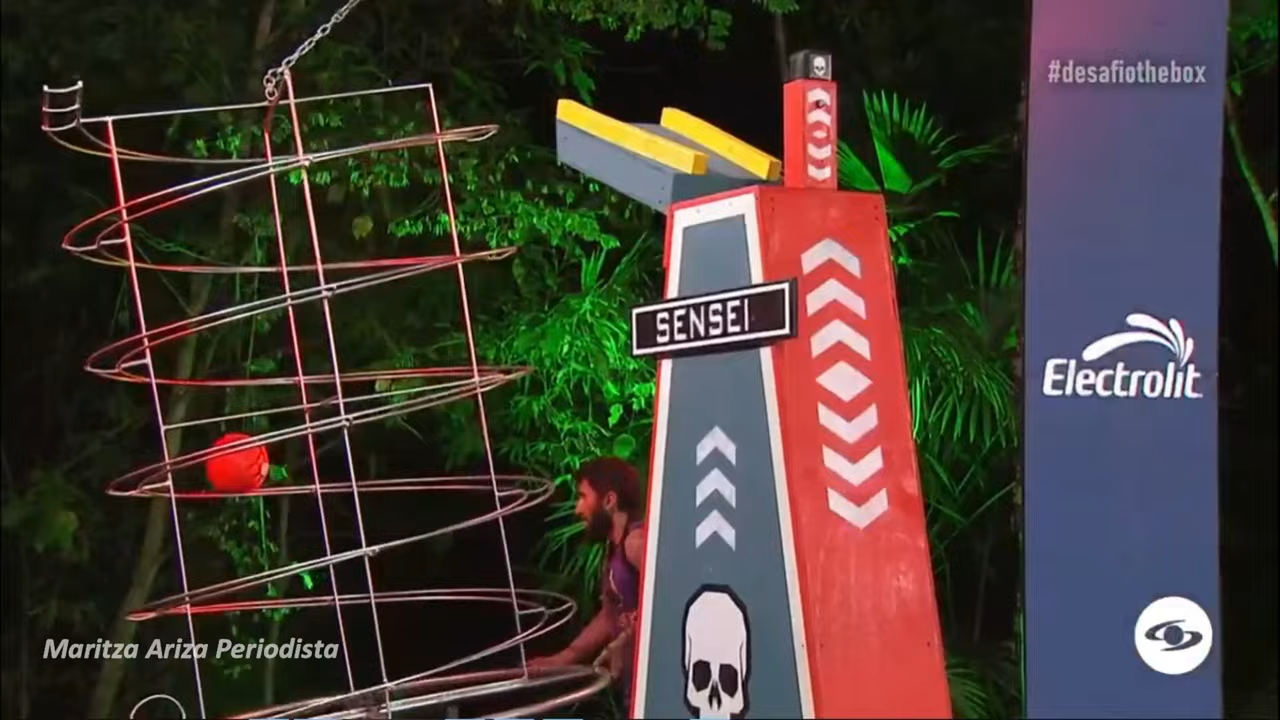 #desafiothebox
SENSEI
Electrolit
Maritza Ariza Periodista